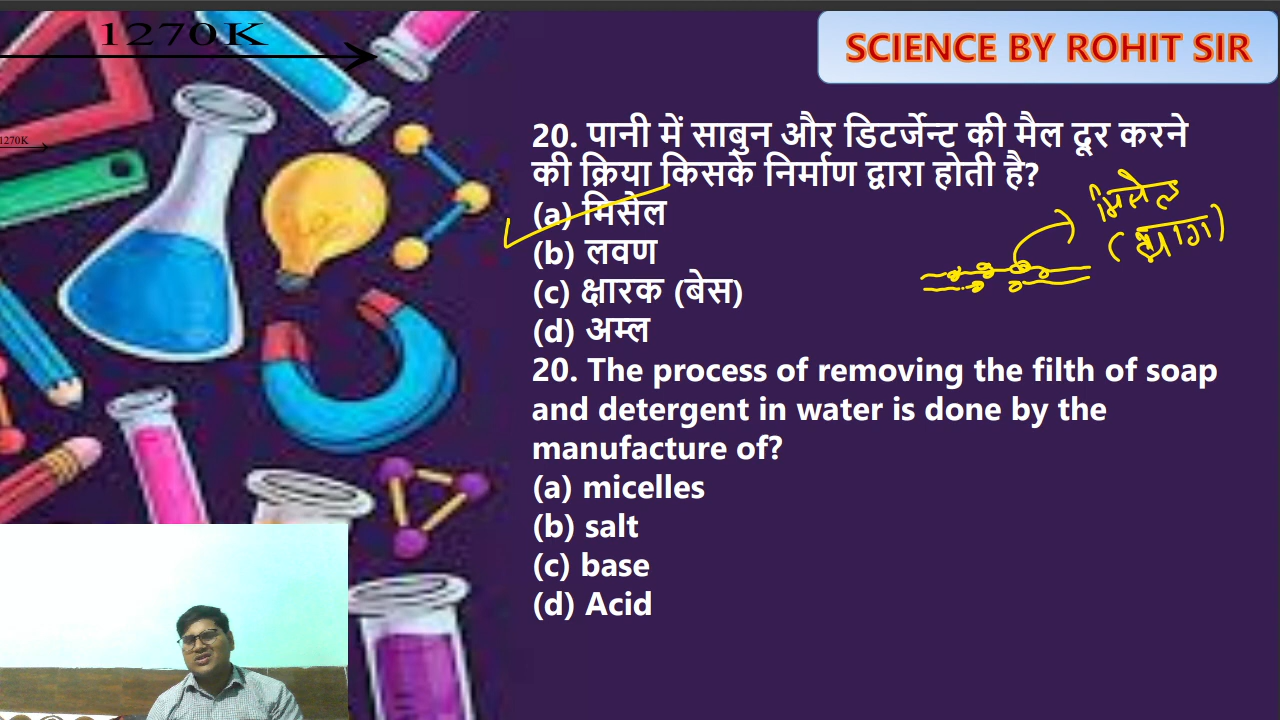 1270K
SCIENCE BY ROHIT SIR
1270K
20. पानी में साबुन और डिटर्जेन्ट की मैल दूर करने
की क्रिया किसके निर्माण द्वारा होती है?
(a) मिसेल
(b) लवण
(c) क्षारक (बेस)
(d) अम्ल
मिसेल
(झाग)
20. The process of removing the filth of soap
and detergent in water is done by the
manufacture of?
(a) micelles
(b) salt
(c) base
(d) Acid